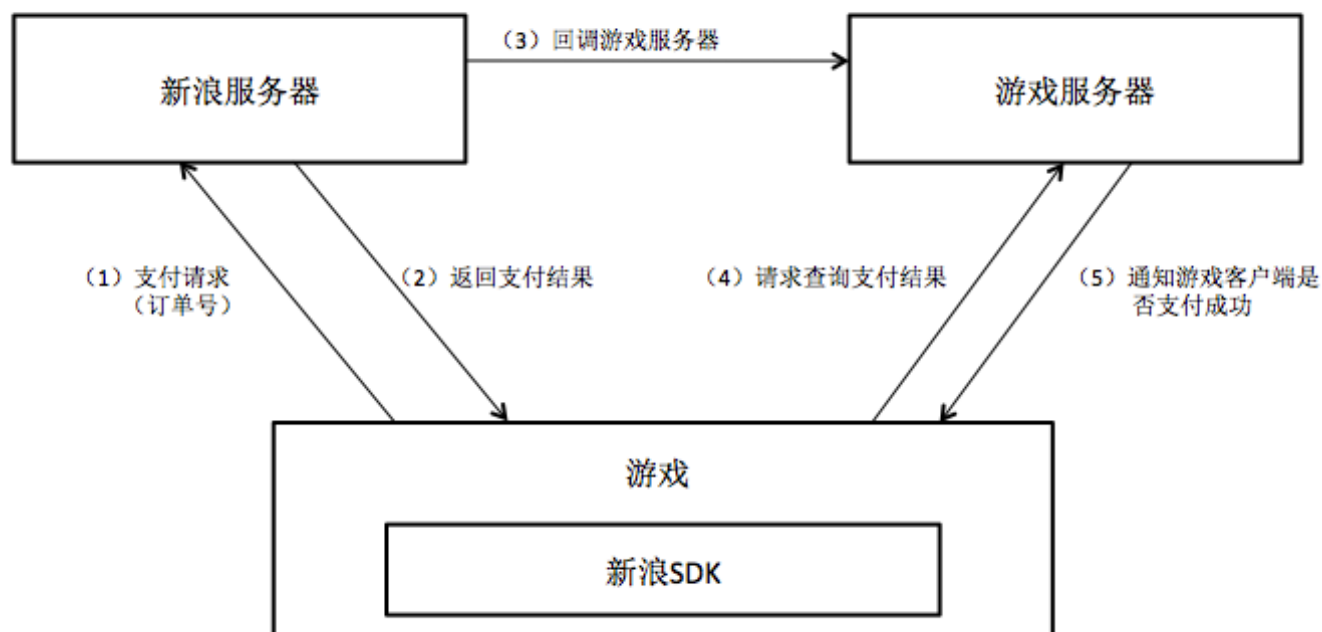 （3）回调游戏服务器
新浪服务器
游戏服务器
（1）支付请求
（订单号）
（2）返回支付结果
（4）请求查询支付结果
（5）通知游戏客户端是
否支付成功
游戏
新浪SDK